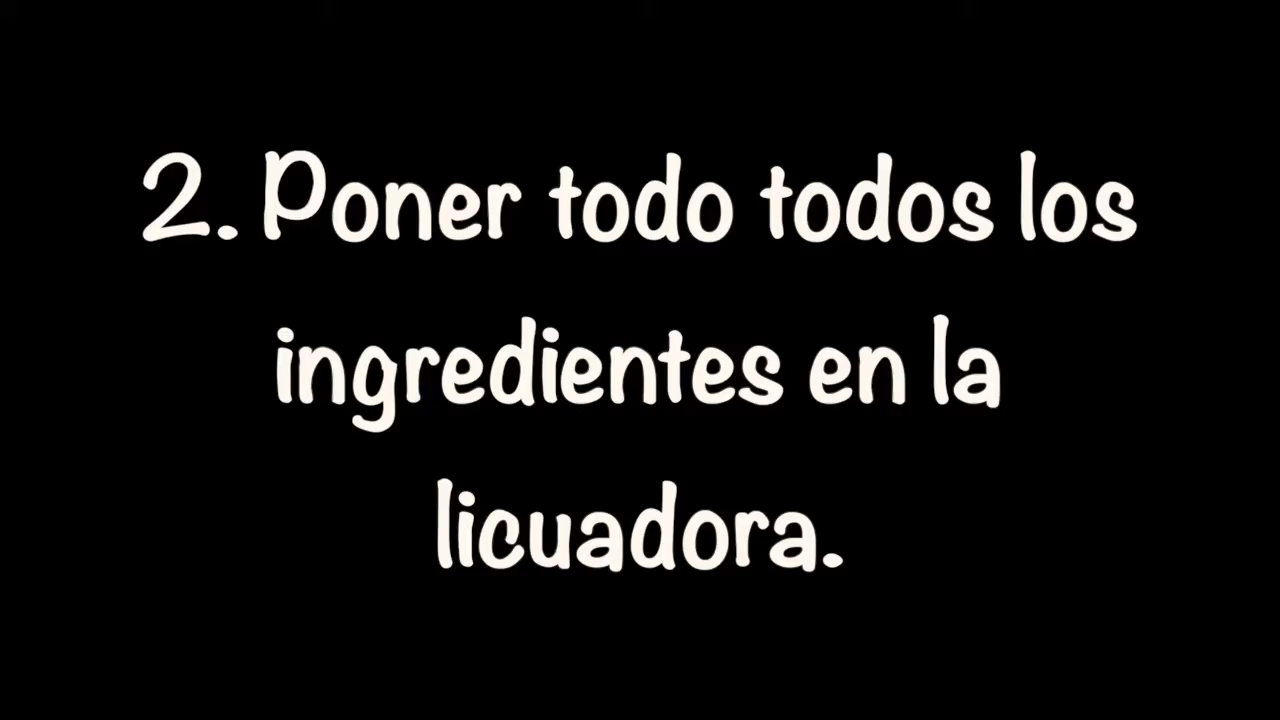 2. Poner todo todos los
ingredientes en la
licuadora.